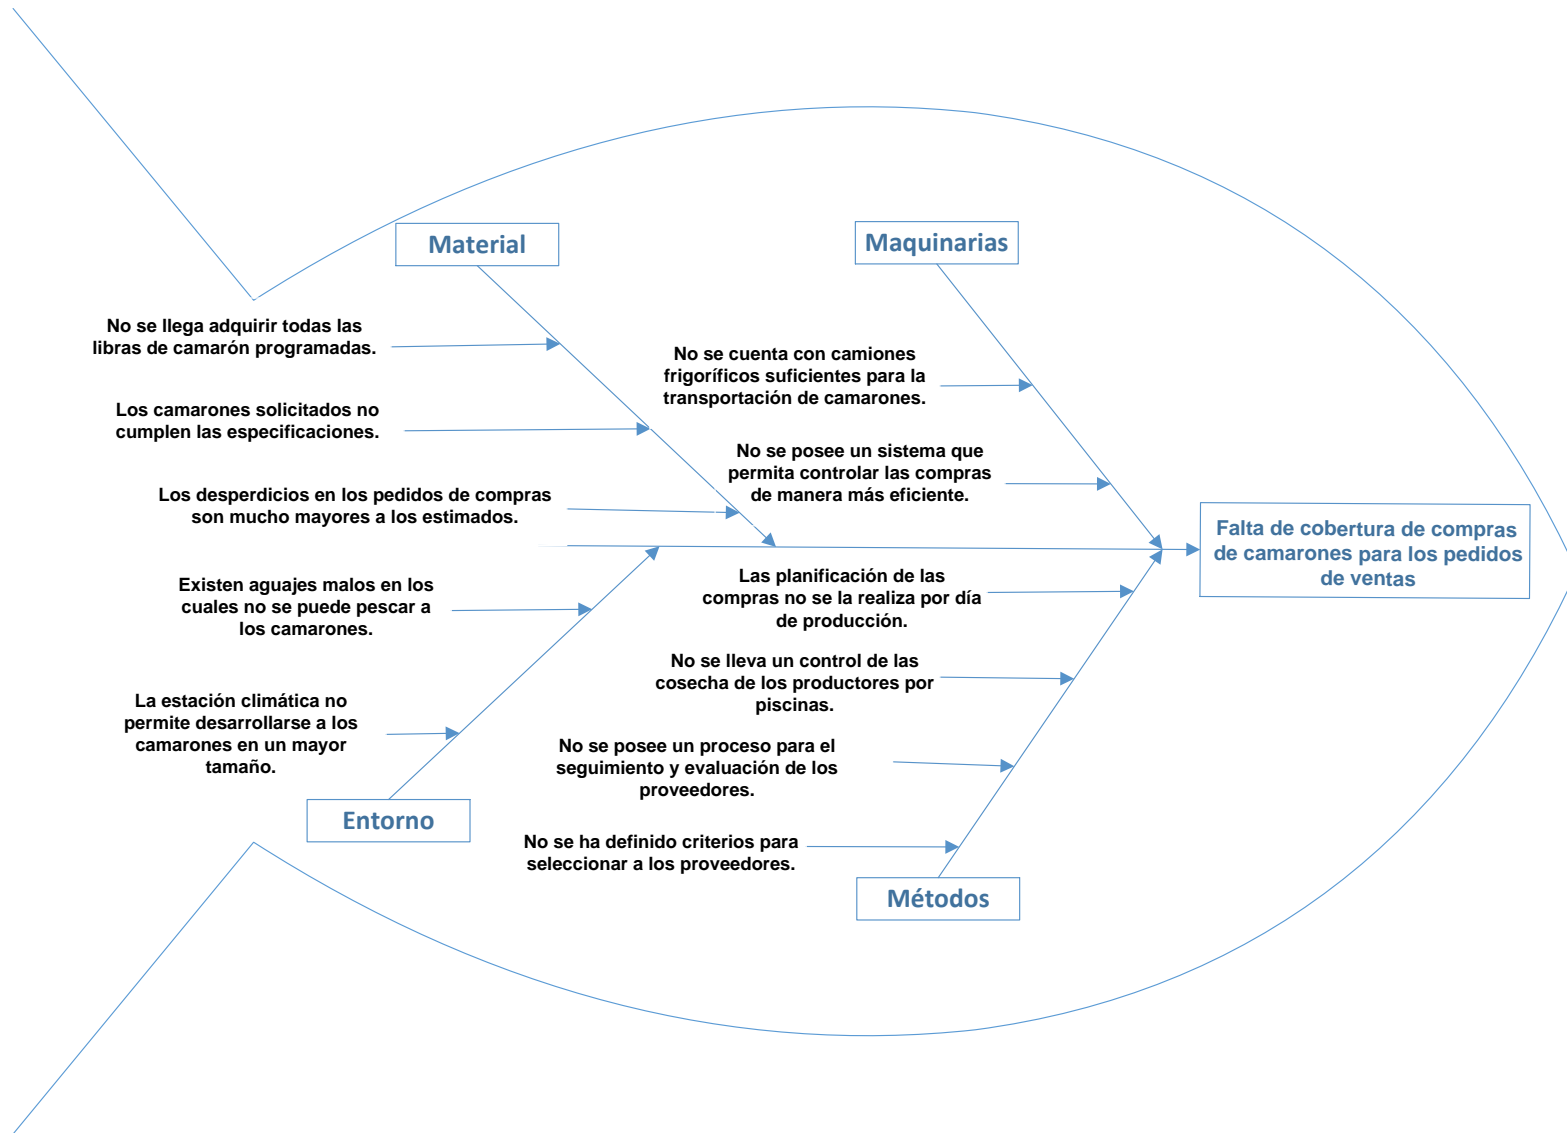 Material
No se llega adquirir todas las
libras de camarón programadas.
Los camarones solicitados no
cumplen las especificaciones.
Los desperdicios en los pedidos de compras
son mucho mayores a los estimados.
Maquinarias
No se cuenta con camiones
frigoríficos suficientes para la
transportación de camarones.
No se posee un sistema que
permita controlar las compras
de manera más eficiente.
Falta de cobertura de compras
de camarones para los pedidos
de ventas
Existen aguajes malos en los
cuales no se puede pescar a
los camarones.
La estación climática no
permite desarrollarse a los
camarones en un mayor
tamaño.
Entorno
Las planificación de las
compras no se la realiza por día
de producción.
No se lleva un control de las
cosecha de los productores por
piscinas.
No se posee un proceso para el
seguimiento y evaluación de los
proveedores.
No se ha definido criterios para
seleccionar a los proveedores.
Métodos